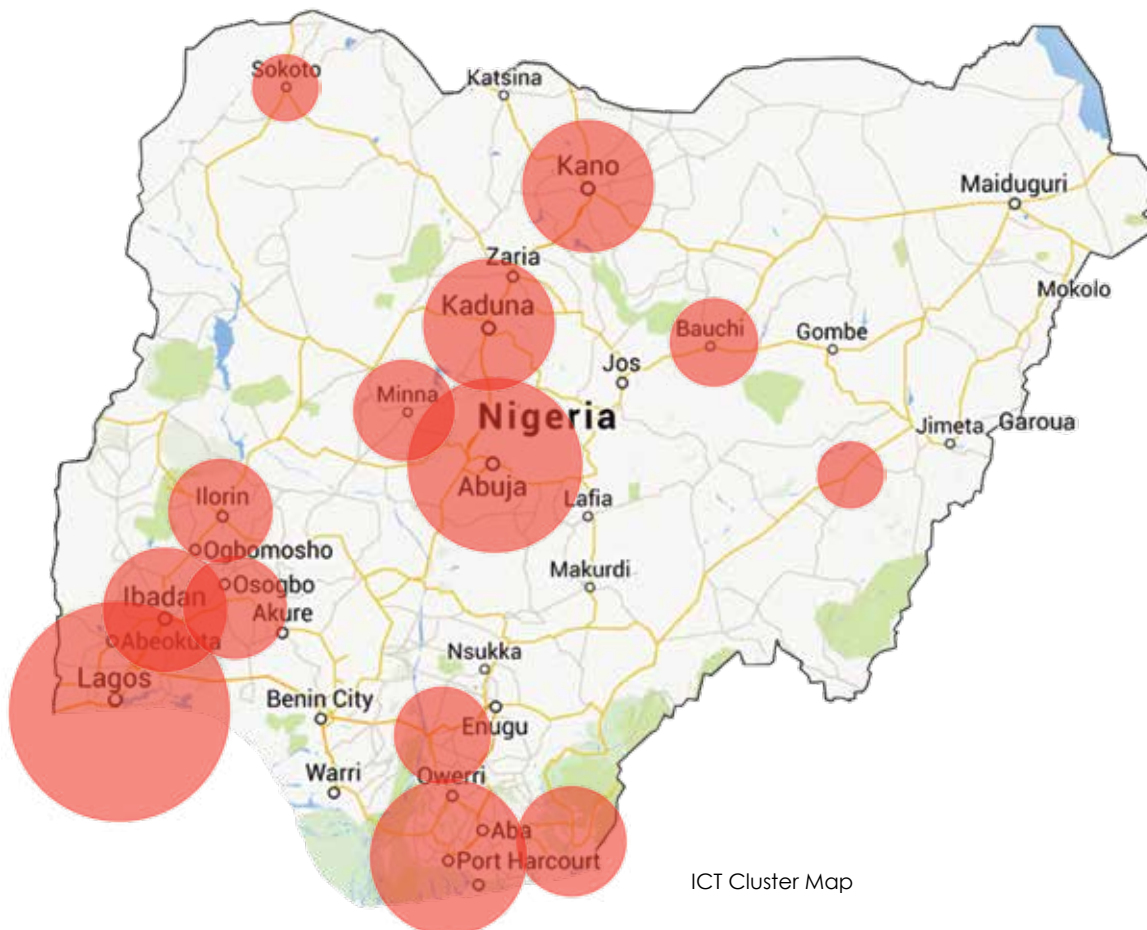 Sokoto
Katsina
Kano
Maiduguri
Zaria
Mokolo
Kaduna
Bauchi
Gombe
Jos
Minna
Nigeria
Jimeta
Garoua
Abuja
Ilorin
Lafia
Ogbomosho
Makurdi
Osogbo
Ibadan
Akure
Abeokuta
Nsukka
Lagos
Benin City
Enugu
Warri
Owerri
Aba
Port Harcourt
ICT Cluster Map